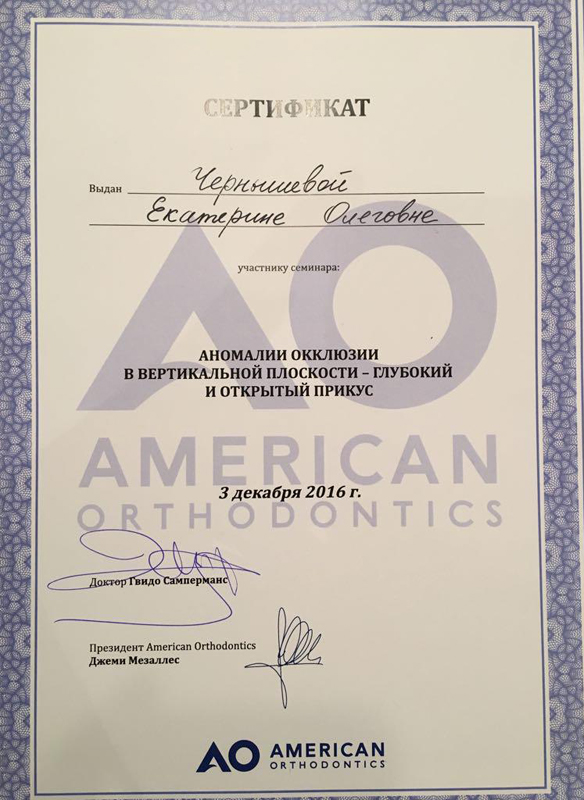 СЕРТИФИКАТ
Выдан Чернышевой
Екатерине Олеговне
участнику семинара:
АНОМАЛИИ ОККЛЮЗИИ
В ВЕРТИКАЛЬНОЙ ПЛОСКОСТИ – ГЛУБОКИЙ
И ОТКРЫТЫЙ ПРИКУС
AO
AMERICAN
3 декабря 2016 г.
ORTHODONTICS
Доктор Гвидо Самперманс
Президент American Orthodontics
Джеми Мезаллес
AO AMERICAN
ORTHODONTICS